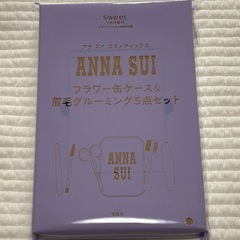 sweet
アナ スイ コスメティックス
ANNA SUI
フラワー缶ケース&
眉毛グルーミング5点セット
ANNA
SUI